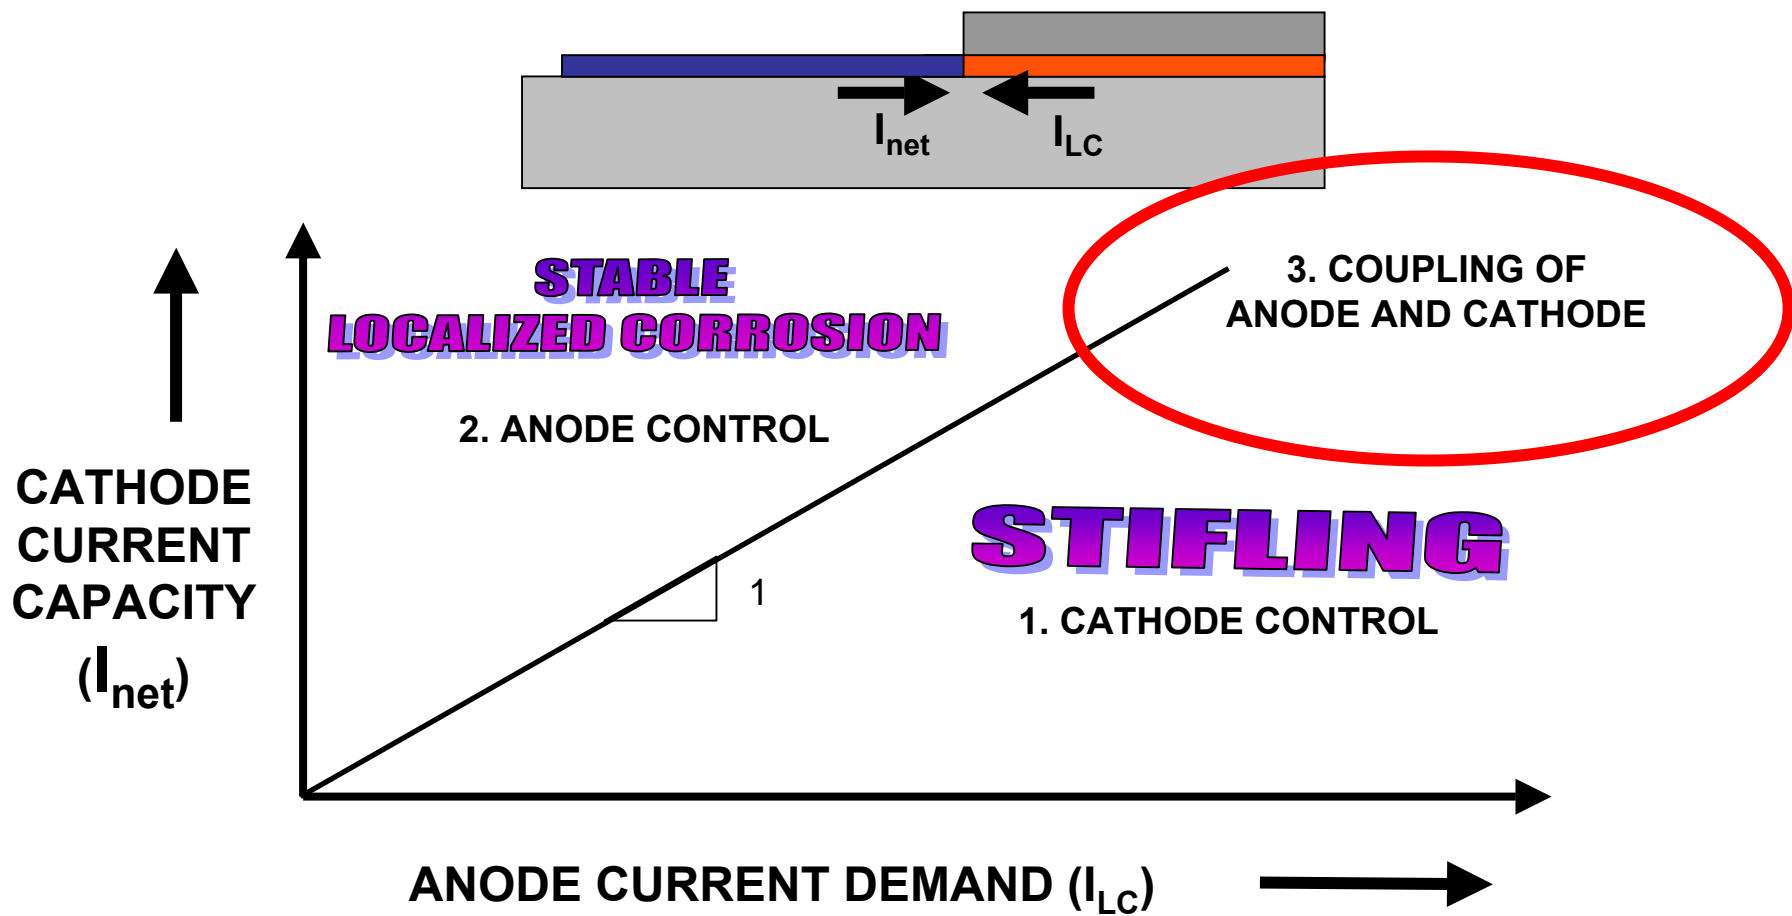 I_net I_LC
STABLE
LOCALIZED CORROSION
2. ANODE CONTROL
3. COUPLING OF
ANODE AND CATHODE
CATHODE
CURRENT
CAPACITY
(I_net)
STIFLING
1. CATHODE CONTROL
1
ANODE CURRENT DEMAND (I_LC)